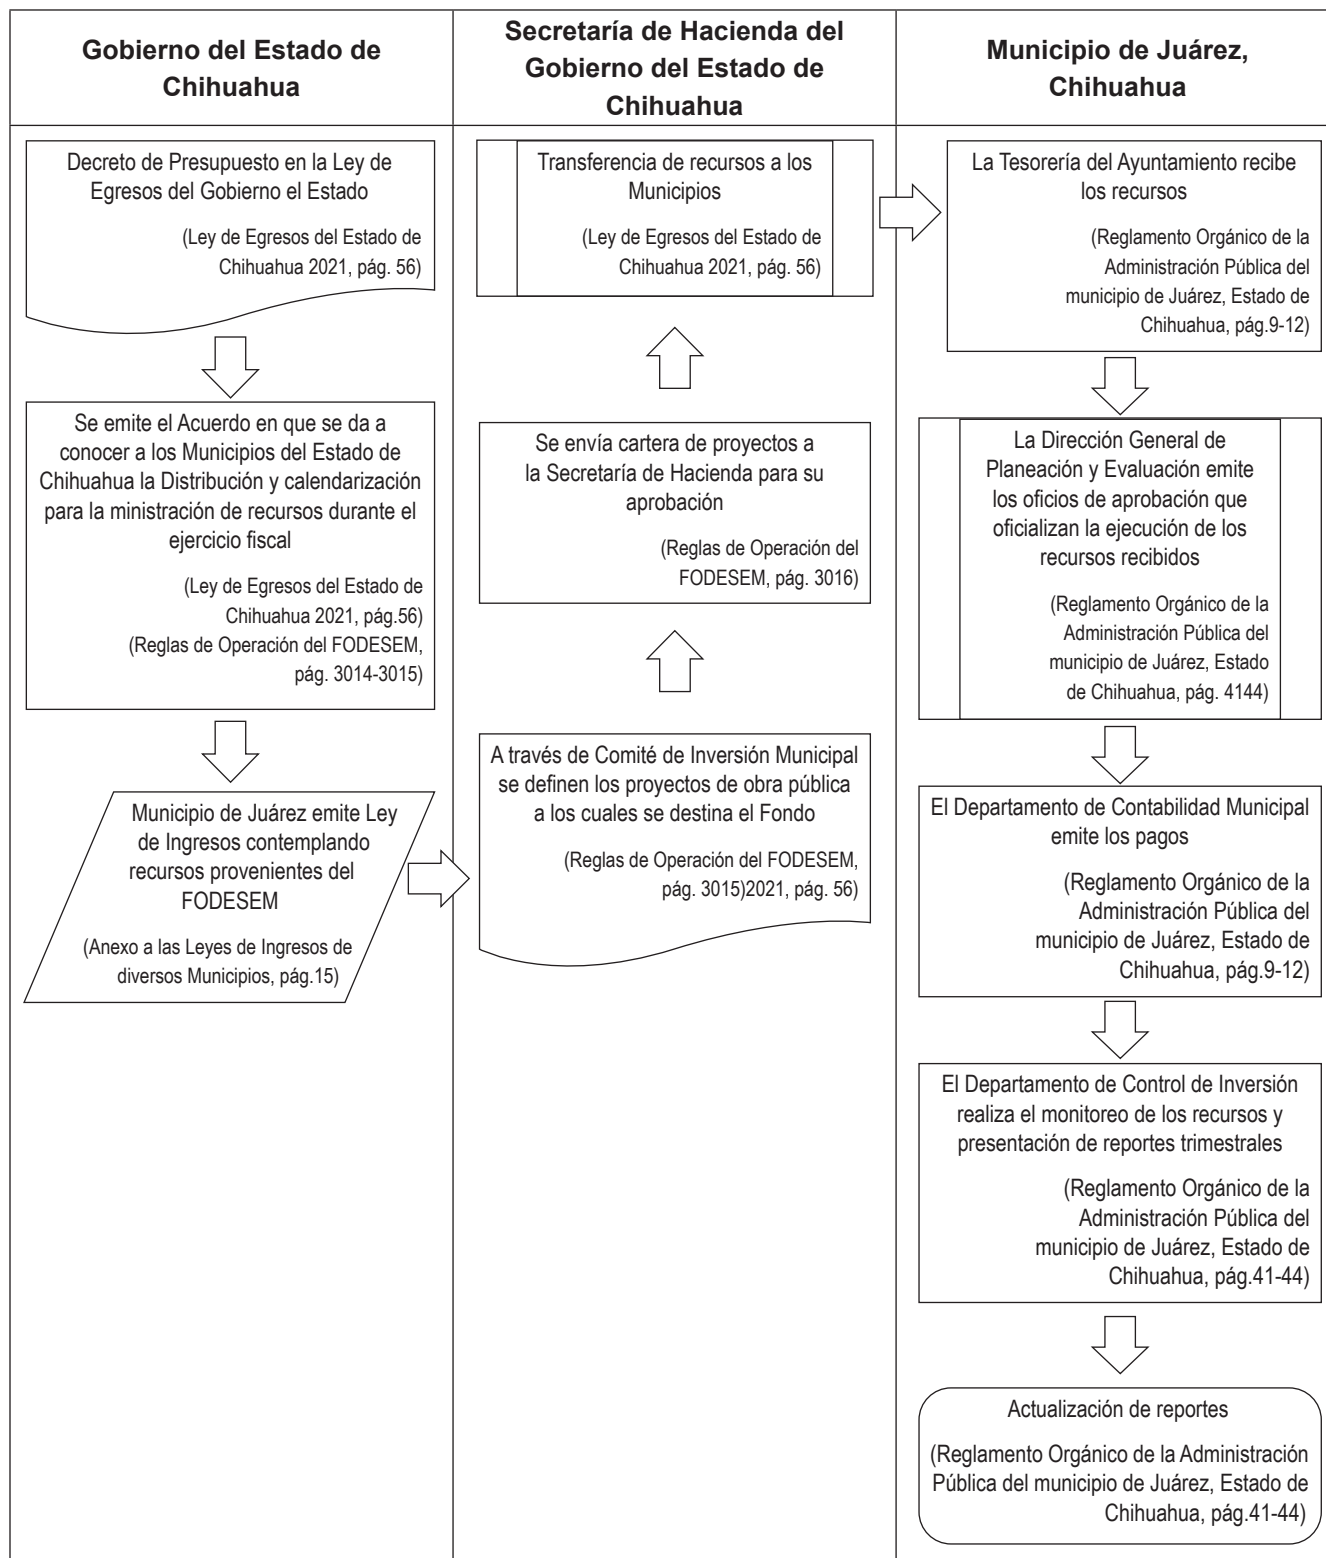 Gobierno del Estado de
Chihuahua
Secretaría de Hacienda del
Gobierno del Estado de
Chihuahua
Municipio de Juárez,
Chihuahua
Decreto de Presupuesto en la Ley de
Egresos del Gobierno el Estado
(Ley de Egresos del Estado de
Chihuahua 2021, pág. 56)
Se emite el Acuerdo en que se da a
conocer a los Municipios del Estado de
Chihuahua la Distribución y calendarización
para la ministración de recursos durante el
ejercicio fiscal
(Ley de Egresos del Estado de
Chihuahua 2021, pág.56)
(Reglas de Operación del FODESEM,
pág. 3014-3015)
Municipio de Juárez emite Ley
de Ingresos contemplando
recursos provenientes del
FODESEM
(Anexo a las Leyes de Ingresos de
diversos Municipios, pág.15)
A través de Comité de Inversión Municipal
se definen los proyectos de obra pública
a los cuales se destina el Fondo
(Reglas de Operación del FODESEM,
pág. 3015)2021, pág. 56)
Se envía cartera de proyectos a
la Secretaría de Hacienda para su
aprobación
(Reglas de Operación del
FODESEM, pág. 3016)
Transferencia de recursos a los
Municipios
(Ley de Egresos del Estado de
Chihuahua 2021, pág. 56)
La Tesorería del Ayuntamiento recibe
los recursos
(Reglamento Orgánico de la
Administración Pública del
municipio de Juárez, Estado de
Chihuahua, pág.9-12)
La Dirección General de
Planeación y Evaluación emite
los oficios de aprobación que
oficializan la ejecución de los
recursos recibidos
(Reglamento Orgánico de la
Administración Pública del
municipio de Juárez, Estado
de Chihuahua, pág. 4144)
El Departamento de Contabilidad Municipal
emite los pagos
(Reglamento Orgánico de la
Administración Pública del
municipio de Juárez, Estado de
Chihuahua, pág.9-12)
El Departamento de Control de Inversión
realiza el monitoreo de los recursos y
presentación de reportes trimestrales
(Reglamento Orgánico de la
Administración Pública del
municipio de Juárez, Estado de
Chihuahua, pág.41-44)
Actualización de reportes
(Reglamento Orgánico de la Administración
Pública del municipio de Juárez, Estado de
Chihuahua, pág.41-44)